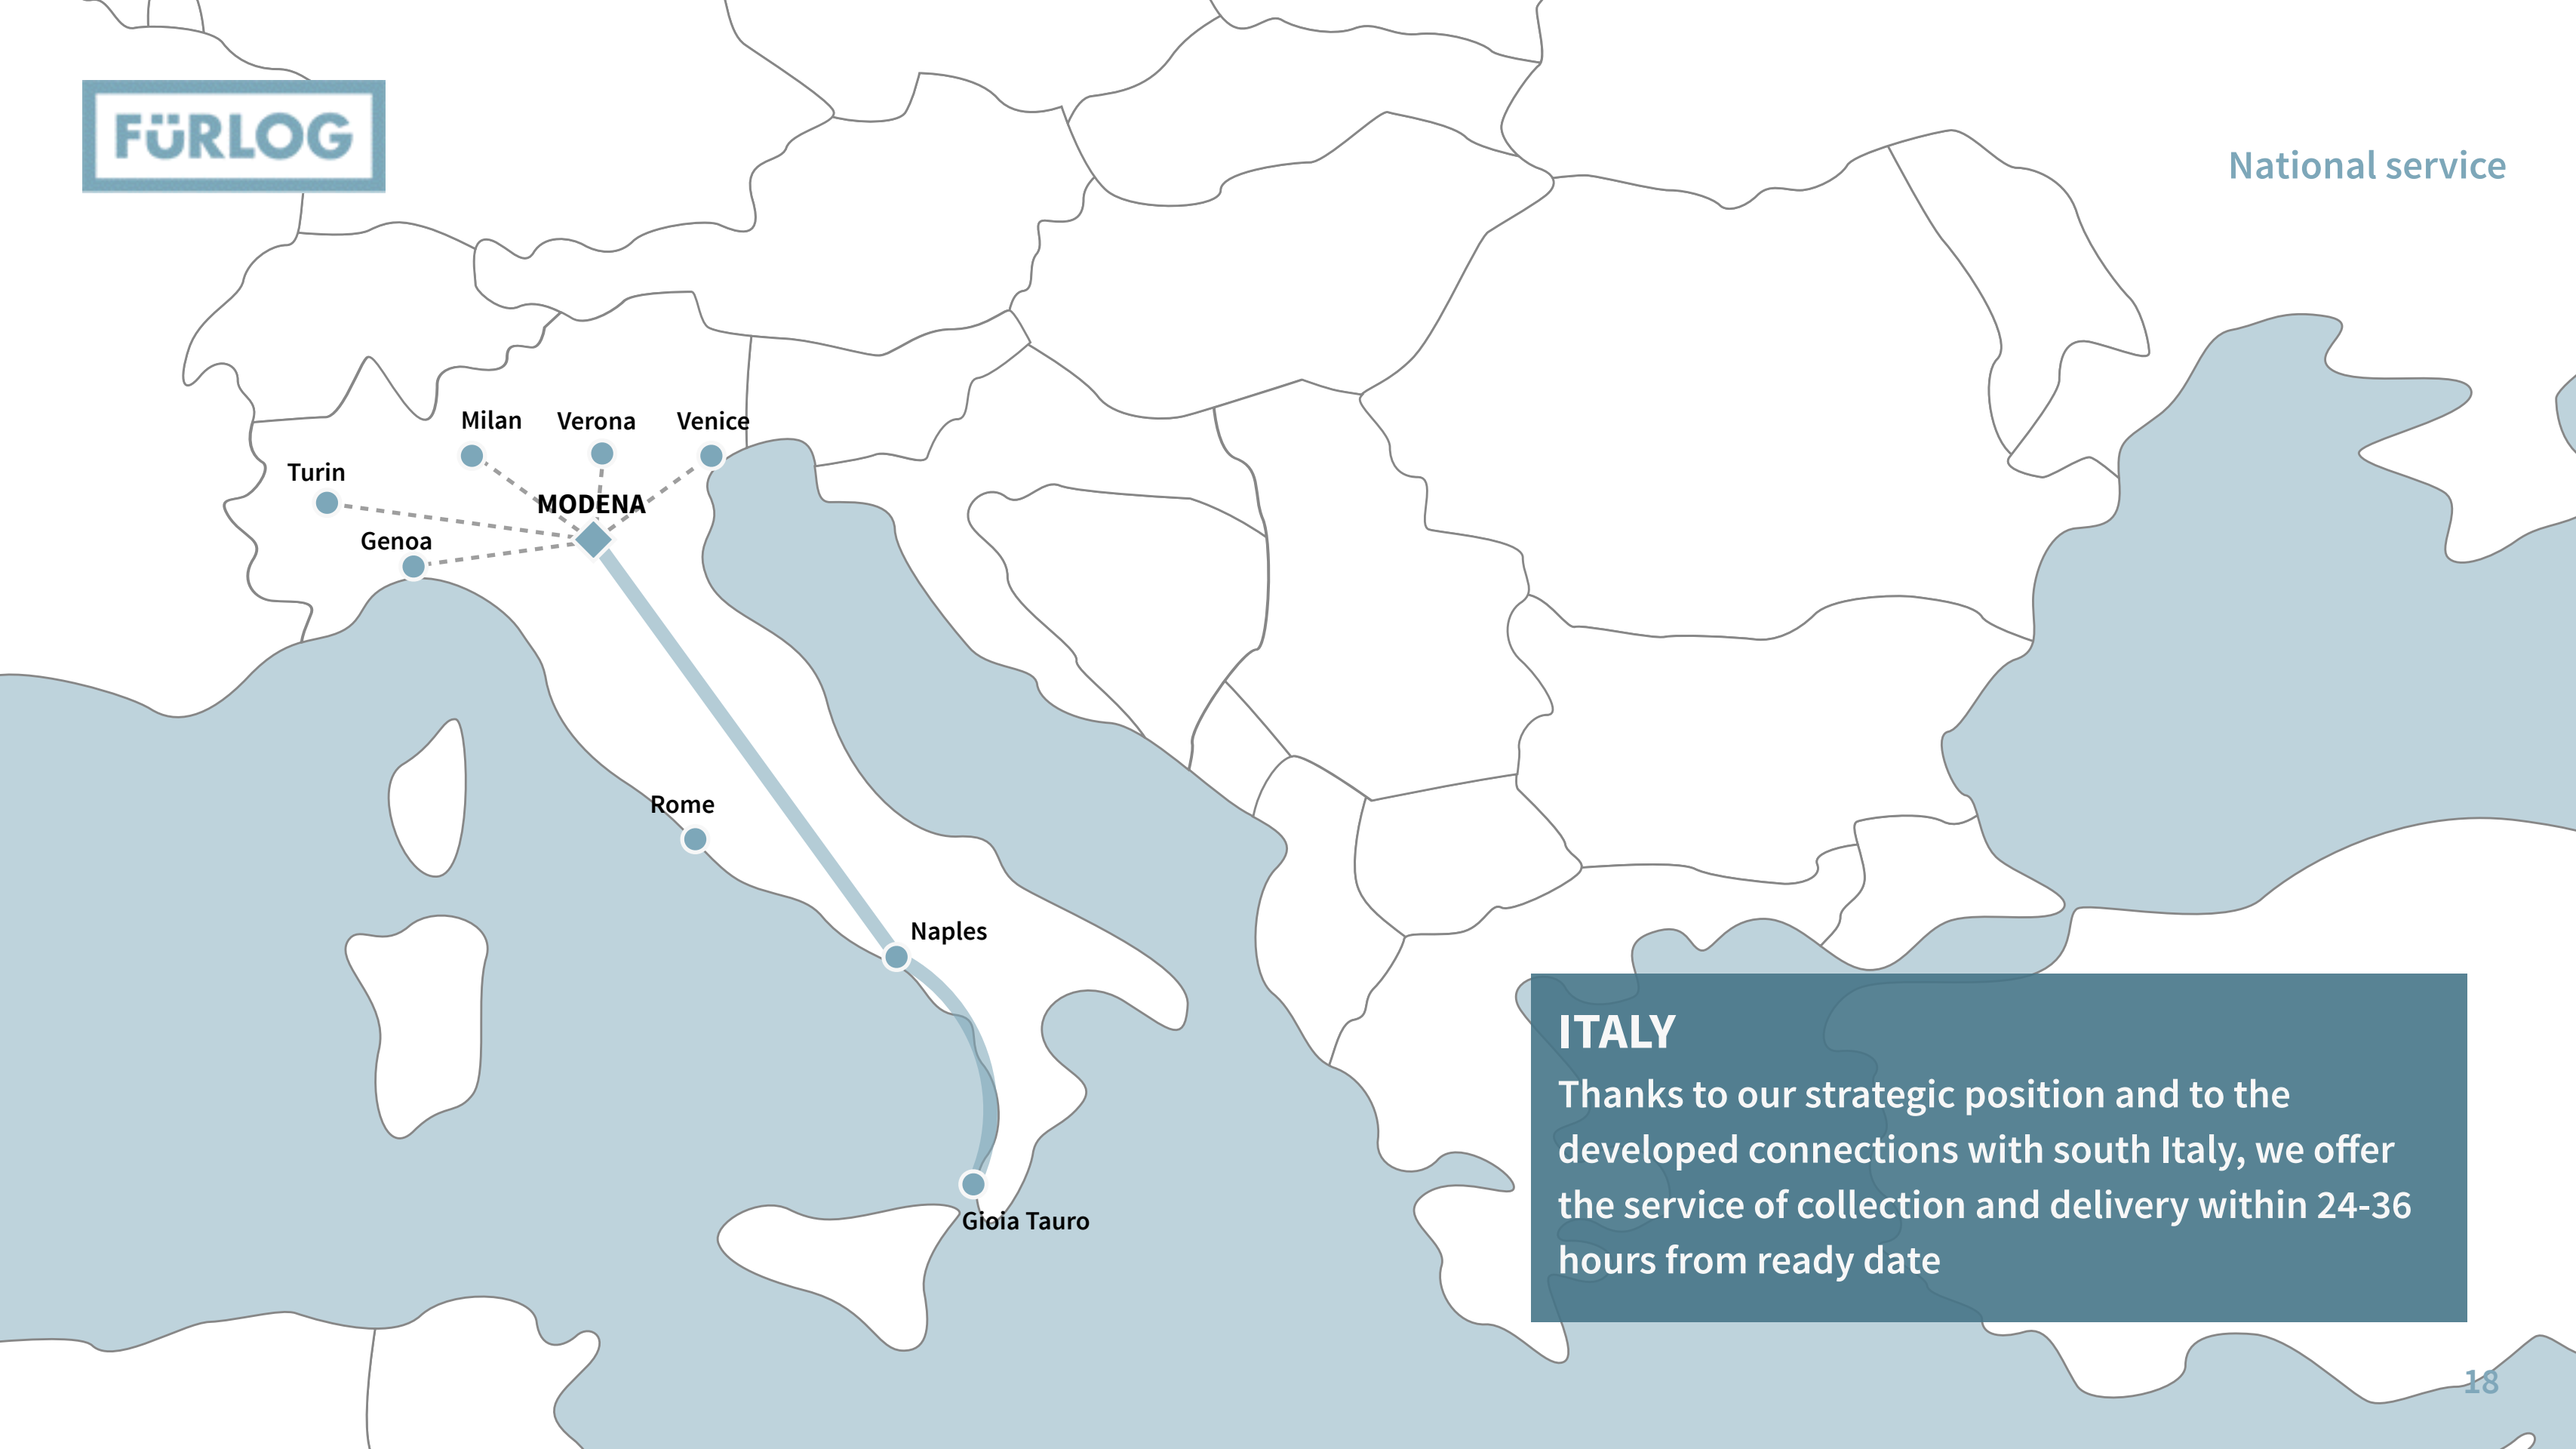 FÜRLOG
National service
Milan
Verona
Venice
Turin
MODENA
Genoa
Rome
Naples
Gioia Tauro
ITALY
Thanks to our strategic position and to the
developed connections with south Italy, we offer
the service of collection and delivery within 24-36
hours from ready date
18